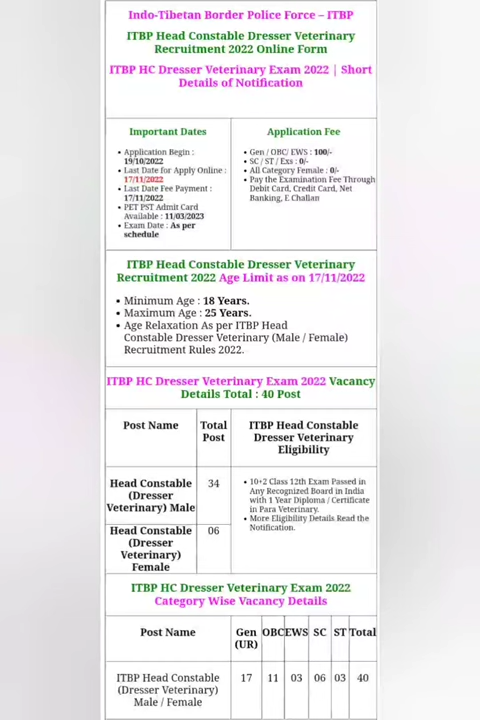 Indo-Tibetan Border Police Force – ITBP
ITBP Head Constable Dresser Veterinary
Recruitment 2022 Online Form
ITBP HC Dresser Veterinary Exam 2022 | Short
Details of Notification
Important Dates
• Application Begin :
19/10/2022
• Last Date for Apply Online :
17/11/2022
• Last Date Fee Payment :
17/11/2022
• PET PST Admit Card
Available : 11/03/2023
• Exam Date : As per
schedule
Application Fee
• Gen / OBC/ EWS : 100/-
• SC / ST / Exs : 0/-
• All Category Female : 0/-
• Pay the Examination Fee Through
Debit Card, Credit Card, Net
Banking, E Challan
ITBP Head Constable Dresser Veterinary
Recruitment 2022 Age Limit as on 17/11/2022
• Minimum Age : 18 Years.
• Maximum Age : 25 Years.
• Age Relaxation As per ITBP Head
Constable Dresser Veterinary (Male / Female)
Recruitment Rules 2022.
ITBP HC Dresser Veterinary Exam 2022 Vacancy
Details Total : 40 Post
Post Name
Total
Post
ITBP Head Constable
Dresser Veterinary
Eligibility
Head Constable
(Dresser
Veterinary) Male
34
• 10+2 Class 12th Exam Passed in
Any Recognized Board in India
with 1 Year Diploma / Certificate
in Para Veterinary.
• More Eligibility Details Read the
Notification.
Head Constable
(Dresser
Veterinary)
Female
06
ITBP HC Dresser Veterinary Exam 2022
Category Wise Vacancy Details
Post Name
Gen
(UR)
OBC
EWS
SC
ST
Total
ITBP Head Constable
(Dresser Veterinary)
Male / Female
17
11
03
06
03
40